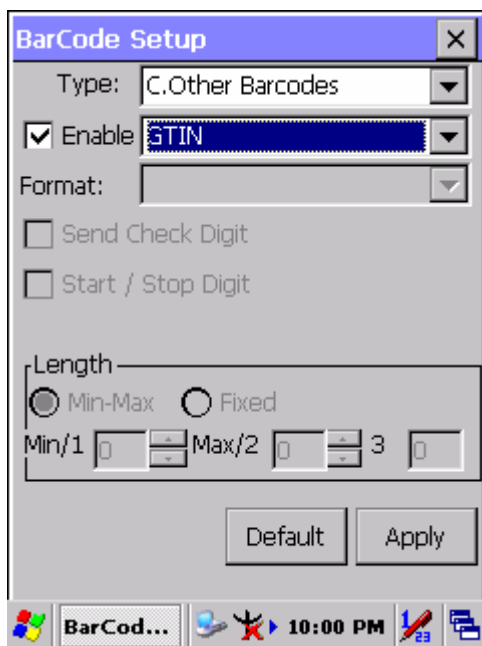 BarCode Setup
Type: C.Other Barcodes
Enable GTIN
Format:
Send Check Digit
Start / Stop Digit
Length
Min-Max Fixed
Min/1 0 Max/2 0 3 0
Default Apply
BarCod... 10:00 PM 1 23